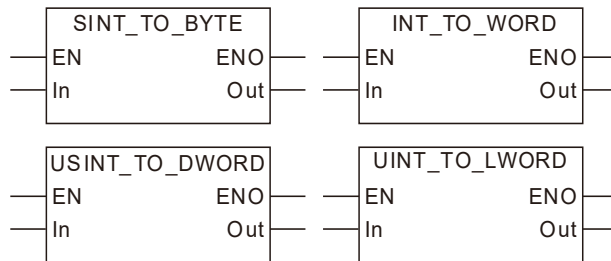 SINT_TO_BYTE
EN ENO
In Out
INT_TO_WORD
EN ENO
In Out
USINT_TO_DWORD
EN ENO
In Out
UINT_TO_LWORD
EN ENO
In Out